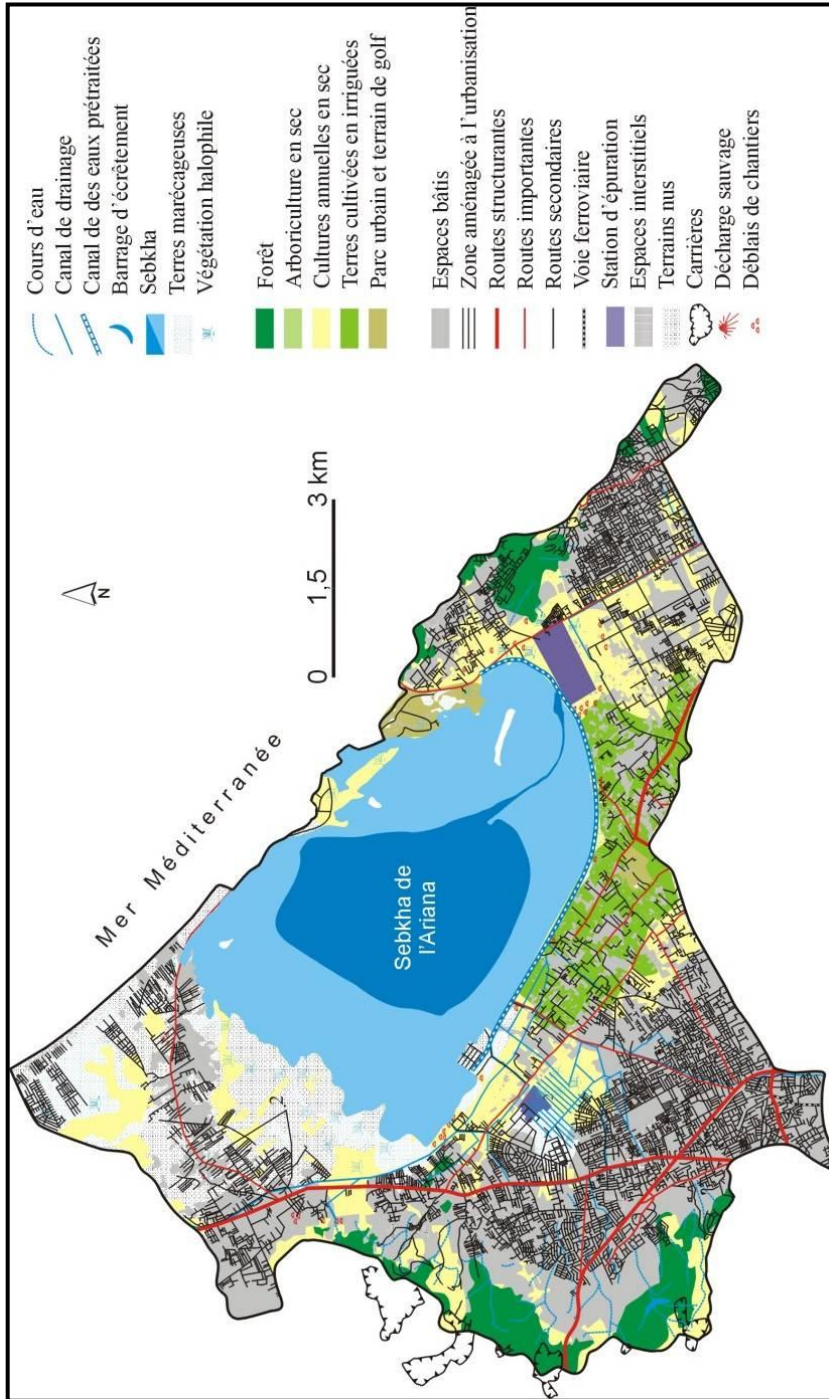 Cours d'eau
Canal de drainage
Canal de des eaux prétraitées
Barrage d'écrêtement
Sebkha
Terres marécageuses
Végétation halophile
Forêt
Arboriculture en sec
Cultures annuelles en sec
Terres cultivées en irriguées
Parc urbain et terrain de golf
Espaces bâtis
Zone aménagée à l'urbanisation
Routes structurantes
Routes importantes
Routes secondaires
Voie ferroviaire
Station d'épuration
Espaces interstitiels
Terrains nus
Carrières
Décharge sauvage
Déblais de chantiers
N
0 1,5 3 km
Mer Méditerranée
Sebkha de
l'Ariana